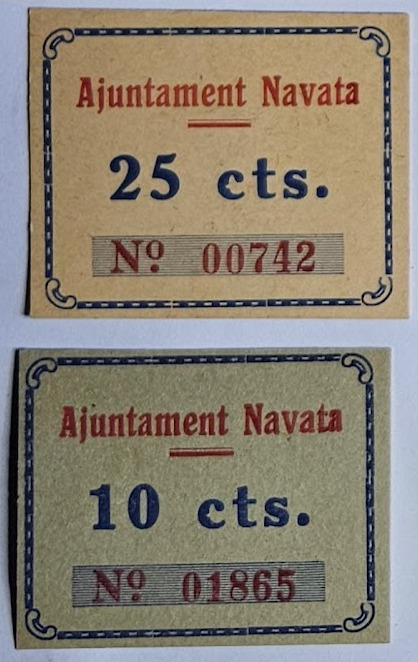 Ajuntament Navata
25 cts.
Nº 00742
Ajuntament Navata
10 cts.
Nº 01865